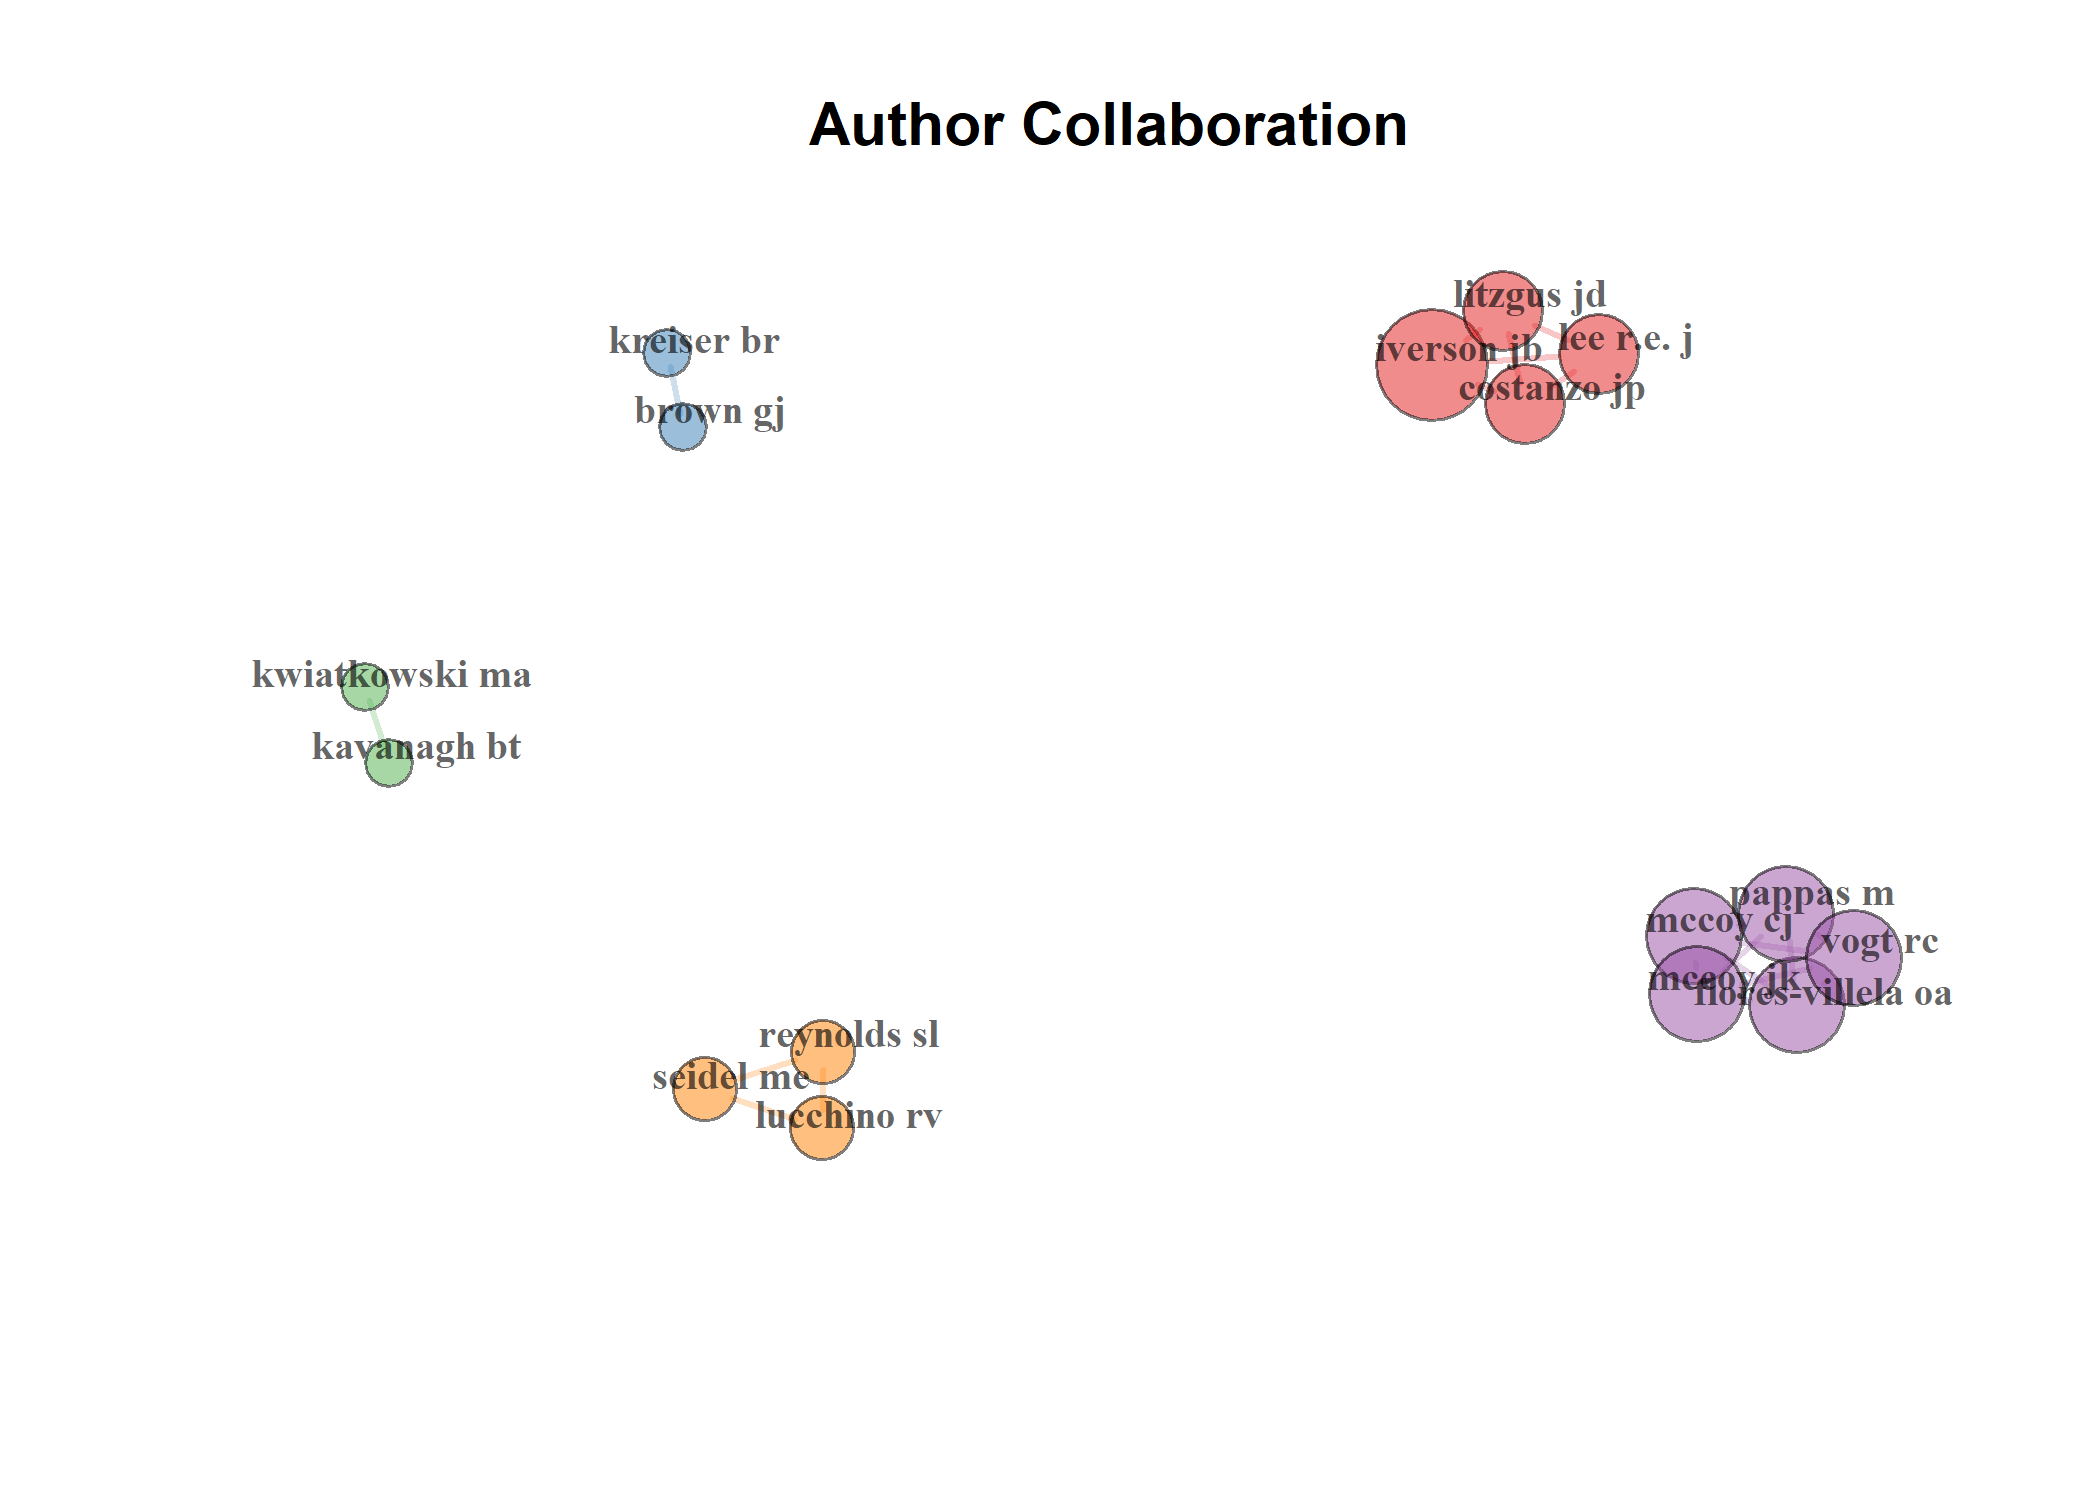 Author Collaboration
litzgus jd
lee r.e. j
iverson jb
costanzo jp
kreiser br
brown gj
kwiatkowski ma
kavanagh bt
pappas m
mccoy cj
vogt rc
mccoy jk
flores-villela oa
reynolds sl
seidel me
lucchino rv